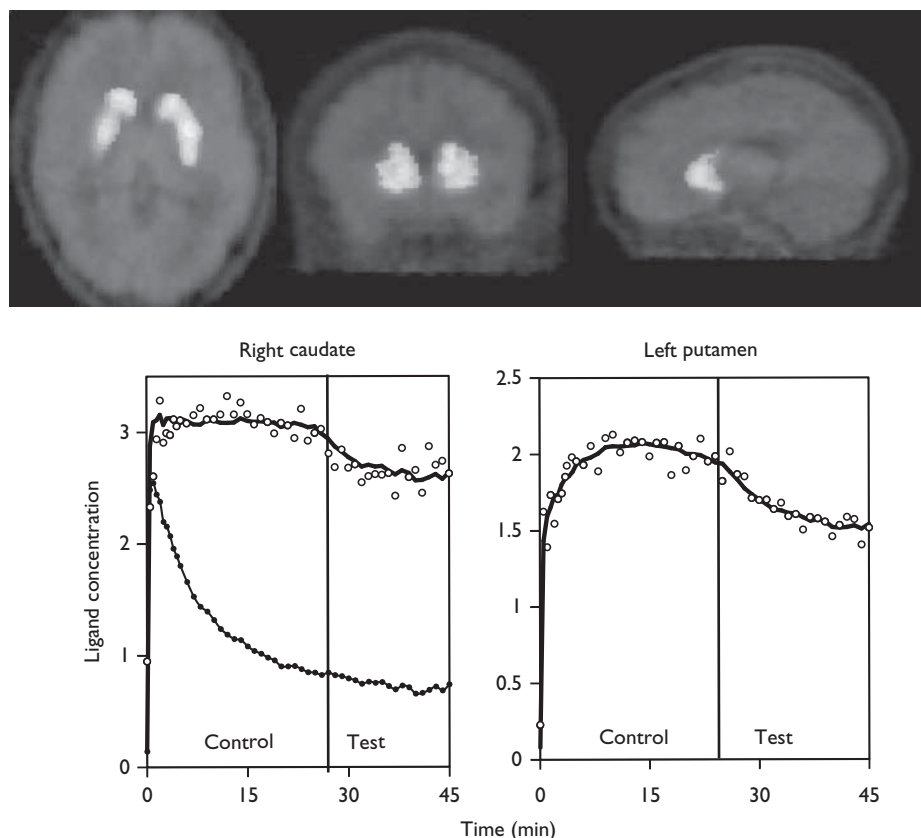 Right caudate
Left putamen
Ligand concentration
3
2
1
0
Control
Test
0
15
30
45
2.5
2
1.5
1
0.5
0
Control
Test
0
15
30
45
Time (min)